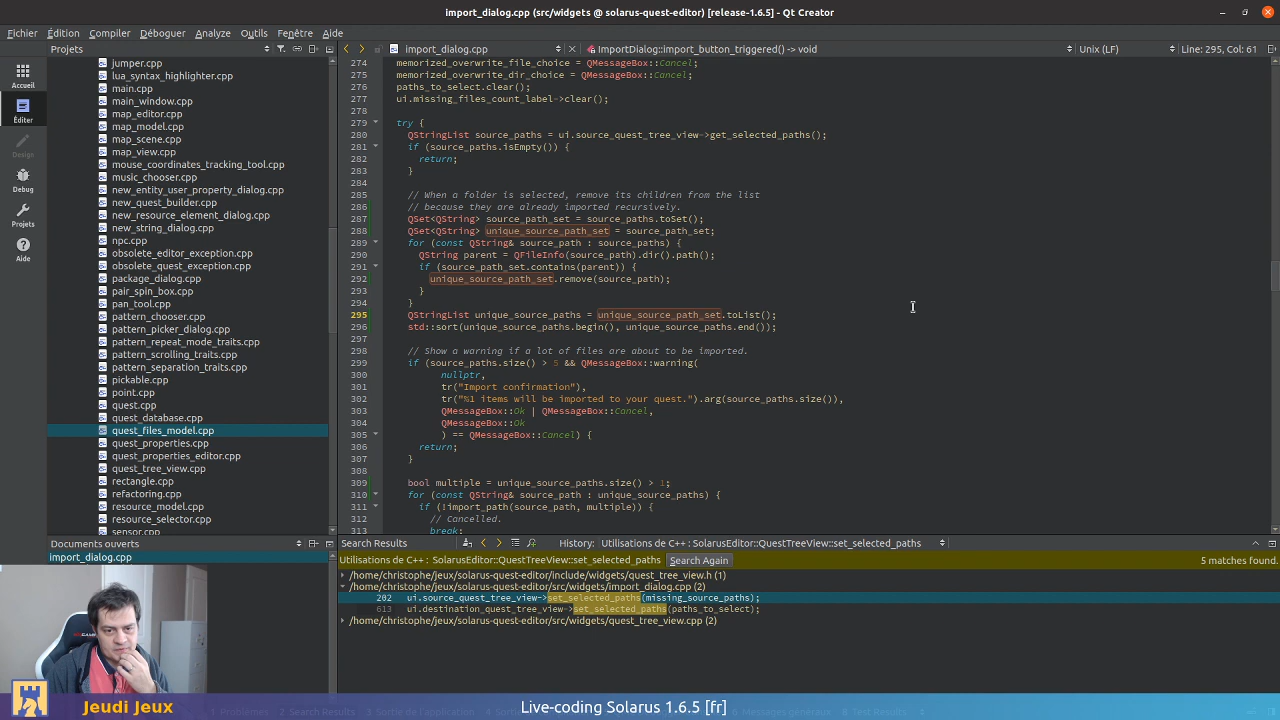 import_dialog.cpp (src/widgets @ solarus-quest-editor) [release-1.6.5] - Qt Creator
Fichier Édition Compiler Déboguer Analyze Outils Fenêtre Aide
Projets
import_dialog.cpp
ImportDialog::import_button_triggered() -> void
Unix (LF)
Line: 295, Col: 61
Accueil
Éditer
Design
Debug
Projets
Aide
jumper.cpp
lua_syntax_highlighter.cpp
main.cpp
main_window.cpp
map_editor.cpp
map_model.cpp
map_scene.cpp
map_view.cpp
mouse_coordinates_tracking_tool.cpp
music_chooser.cpp
new_entity_user_property_dialog.cpp
new_quest_builder.cpp
new_resource_element_dialog.cpp
new_string_dialog.cpp
npc.cpp
obsolete_editor_exception.cpp
obsolete_quest_exception.cpp
package_dialog.cpp
pair_spin_box.cpp
pan_tool.cpp
pattern_chooser.cpp
pattern_picker_dialog.cpp
pattern_repeat_mode_traits.cpp
pattern_scrolling_traits.cpp
pattern_separation_traits.cpp
pickable.cpp
point.cpp
quest.cpp
quest_database.cpp
quest_files_model.cpp
quest_properties.cpp
quest_properties_editor.cpp
quest_tree_view.cpp
rectangle.cpp
refactoring.cpp
resource_model.cpp
resource_selector.cpp
sensor.cpp
274 memorized_overwrite_file_choice = QMessageBox::Cancel;
275 memorized_overwrite_dir_choice = QMessageBox::Cancel;
276 paths_to_select.clear();
277 ui.missing_files_count_label->clear();
278
279 try {
280 QStringList source_paths = ui.source_quest_tree_view->get_selected_paths();
281 if (source_paths.isEmpty()) {
282 return;
283 }
284
285 // When a folder is selected, remove its children from the list
286 // because they are already imported recursively.
287 QSet<QString> source_path_set = source_paths.toSet();
288 QSet<QString> unique_source_path_set = source_path_set;
289 for (const QString& source_path : source_paths) {
290 QString parent = QFileInfo(source_path).dir().path();
291 if (source_path_set.contains(parent)) {
292 unique_source_path_set.remove(source_path);
293 }
294 }
295 QStringList unique_source_paths = unique_source_path_set.toList();
296 std::sort(unique_source_paths.begin(), unique_source_paths.end());
297
298 // Show a warning if a lot of files are about to be imported.
299 if (source_paths.size() > 5 && QMessageBox::warning(
300 nullptr,
301 tr("Import confirmation"),
302 tr("%1 items will be imported to your quest.").arg(source_paths.size()),
303 QMessageBox::Ok | QMessageBox::Cancel,
304 QMessageBox::Ok
305 ) == QMessageBox::Cancel) {
306 return;
307 }
308
309 bool multiple = unique_source_paths.size() > 1;
310 for (const QString& source_path : unique_source_paths) {
311 if (!import_path(source_path, multiple)) {
312 // Cancelled.
313 break;
Documents ouverts
import_dialog.cpp
Search Results
History: Utilisations de C++ : SolarusEditor::QuestTreeView::set_selected_paths
Utilisations de C++ : SolarusEditor::QuestTreeView::set_selected_paths Search Again
5 matches found.
/home/christophe/jeux/solarus-quest-editor/include/widgets/quest_tree_view.h (1)
/home/christophe/jeux/solarus-quest-editor/src/widgets/import_dialog.cpp (2)
202 ui.source_quest_tree_view->set_selected_paths(missing_source_paths);
613 ui.destination_quest_tree_view->set_selected_paths(paths_to_select);
/home/christophe/jeux/solarus-quest-editor/src/widgets/quest_tree_view.cpp (2)
Jeudi Jeux
Live-coding Solarus 1.6.5 [fr]